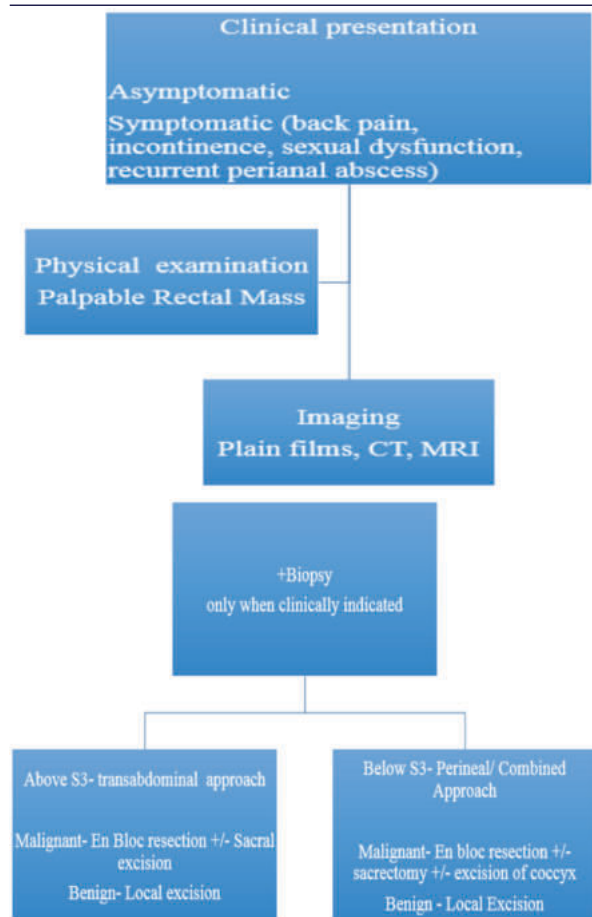 Clinical presentation
Asymptomatic
Symptomatic (back pain,
incontinence, sexual dysfunction,
recurrent perianal abscess)
Physical examination
Palpable Rectal Mass
Imaging
Plain films, CT, MRI
+Biopsy
only when clinically indicated
Above S3- transabdominal approach
Malignant- En Bloc resection +/- Sacral
excision
Benign- Local excision
Below S3- Perineal/ Combined
Approach
Malignant- En bloc resection +/-
sacrectomy +/- excision of coccyx
Benign - Local Excision